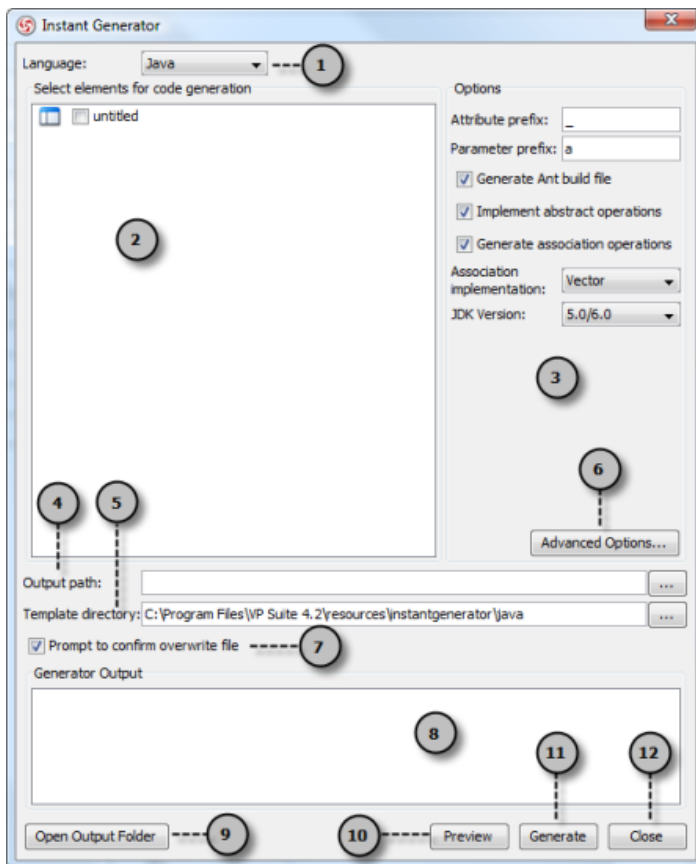 Instant Generator
Language: Java 1
Select elements for code generation
untitled
2
Options
Attribute prefix: _
Parameter prefix: a
Generate Ant build file
Implement abstract operations
Generate association operations
Association
implementation: Vector
JDK Version: 5.0/6.0
3
4
5
6
Advanced Options...
Output path: ...
Template directory: C:\Program Files\VP Suite 4.2\resources\instantgenerator\java ...
Prompt to confirm overwrite file 7
Generator Output
8
11
12
Open Output Folder 9 10 Preview Generate Close